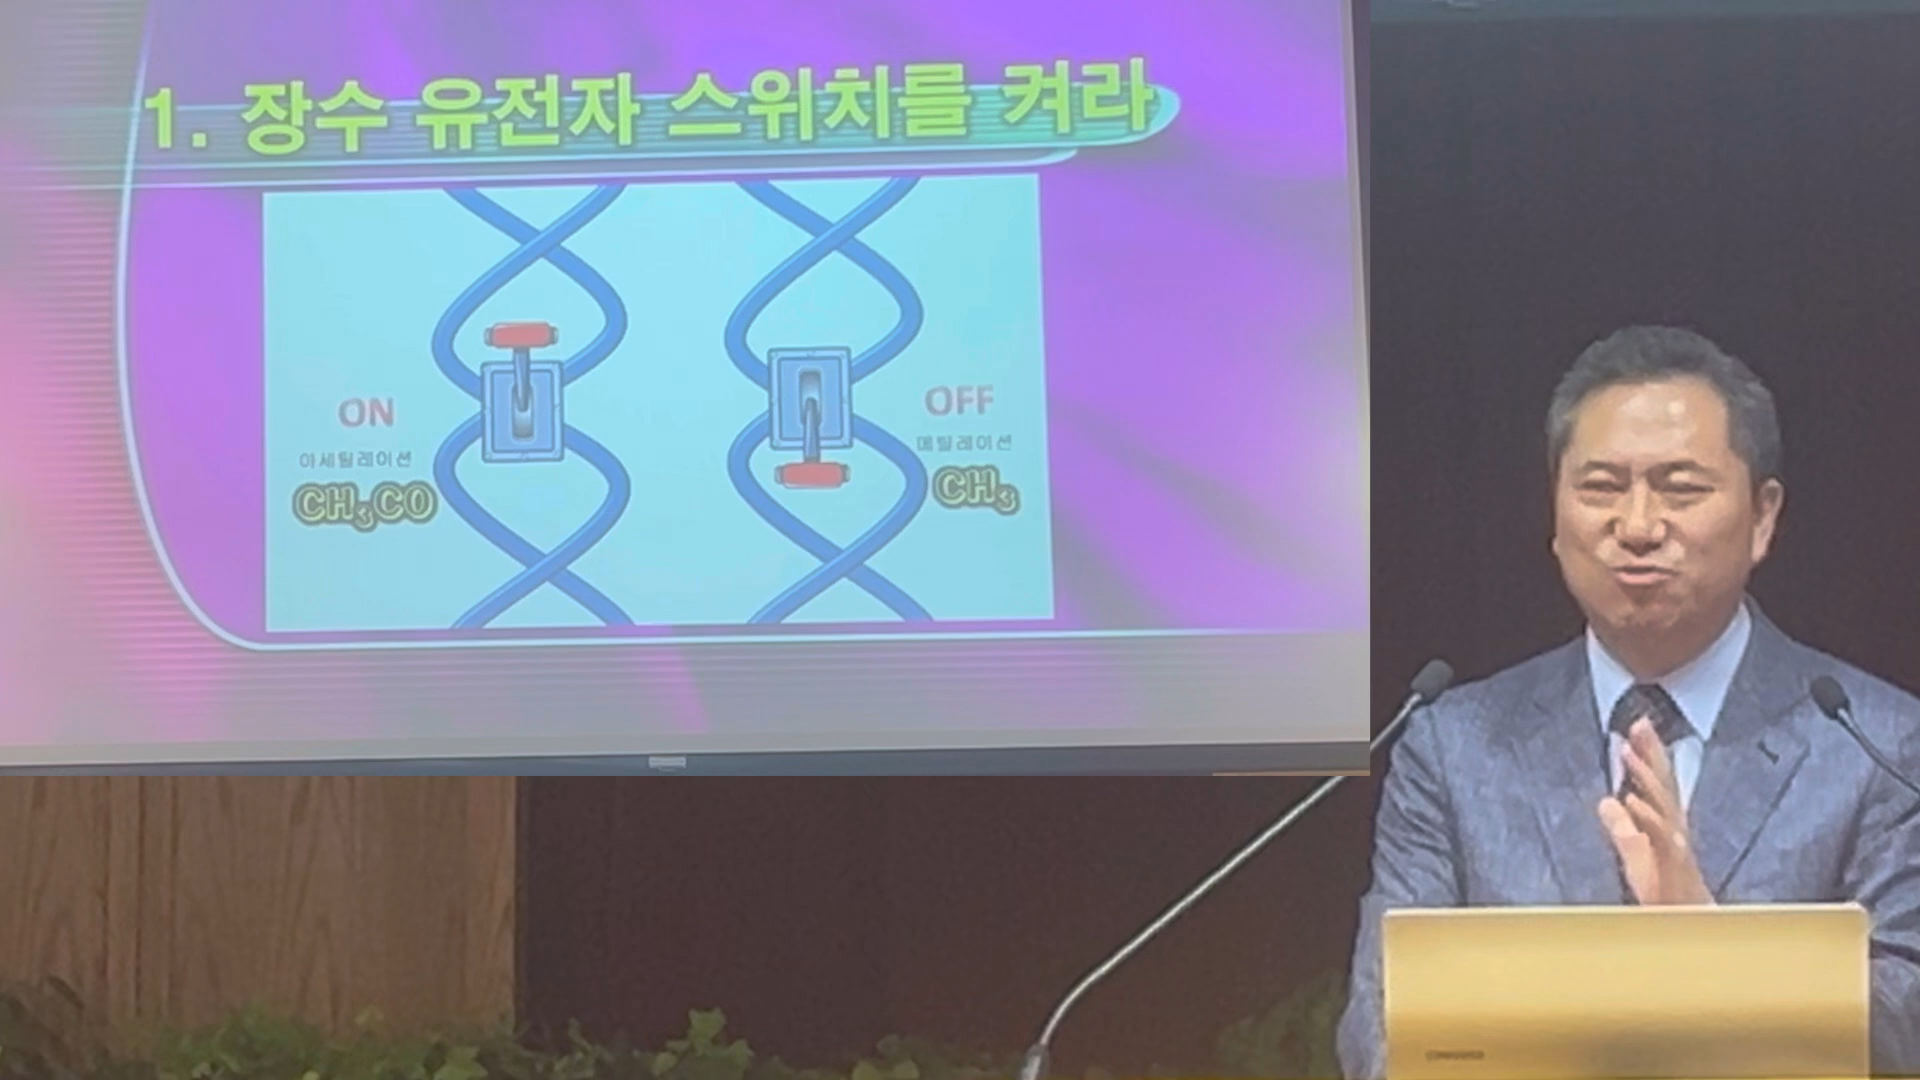 1. 장수 유전자 스위치를 켜라
ON
아세틸레이션
CH₃CO
OFF
메틸레이션
CH₃